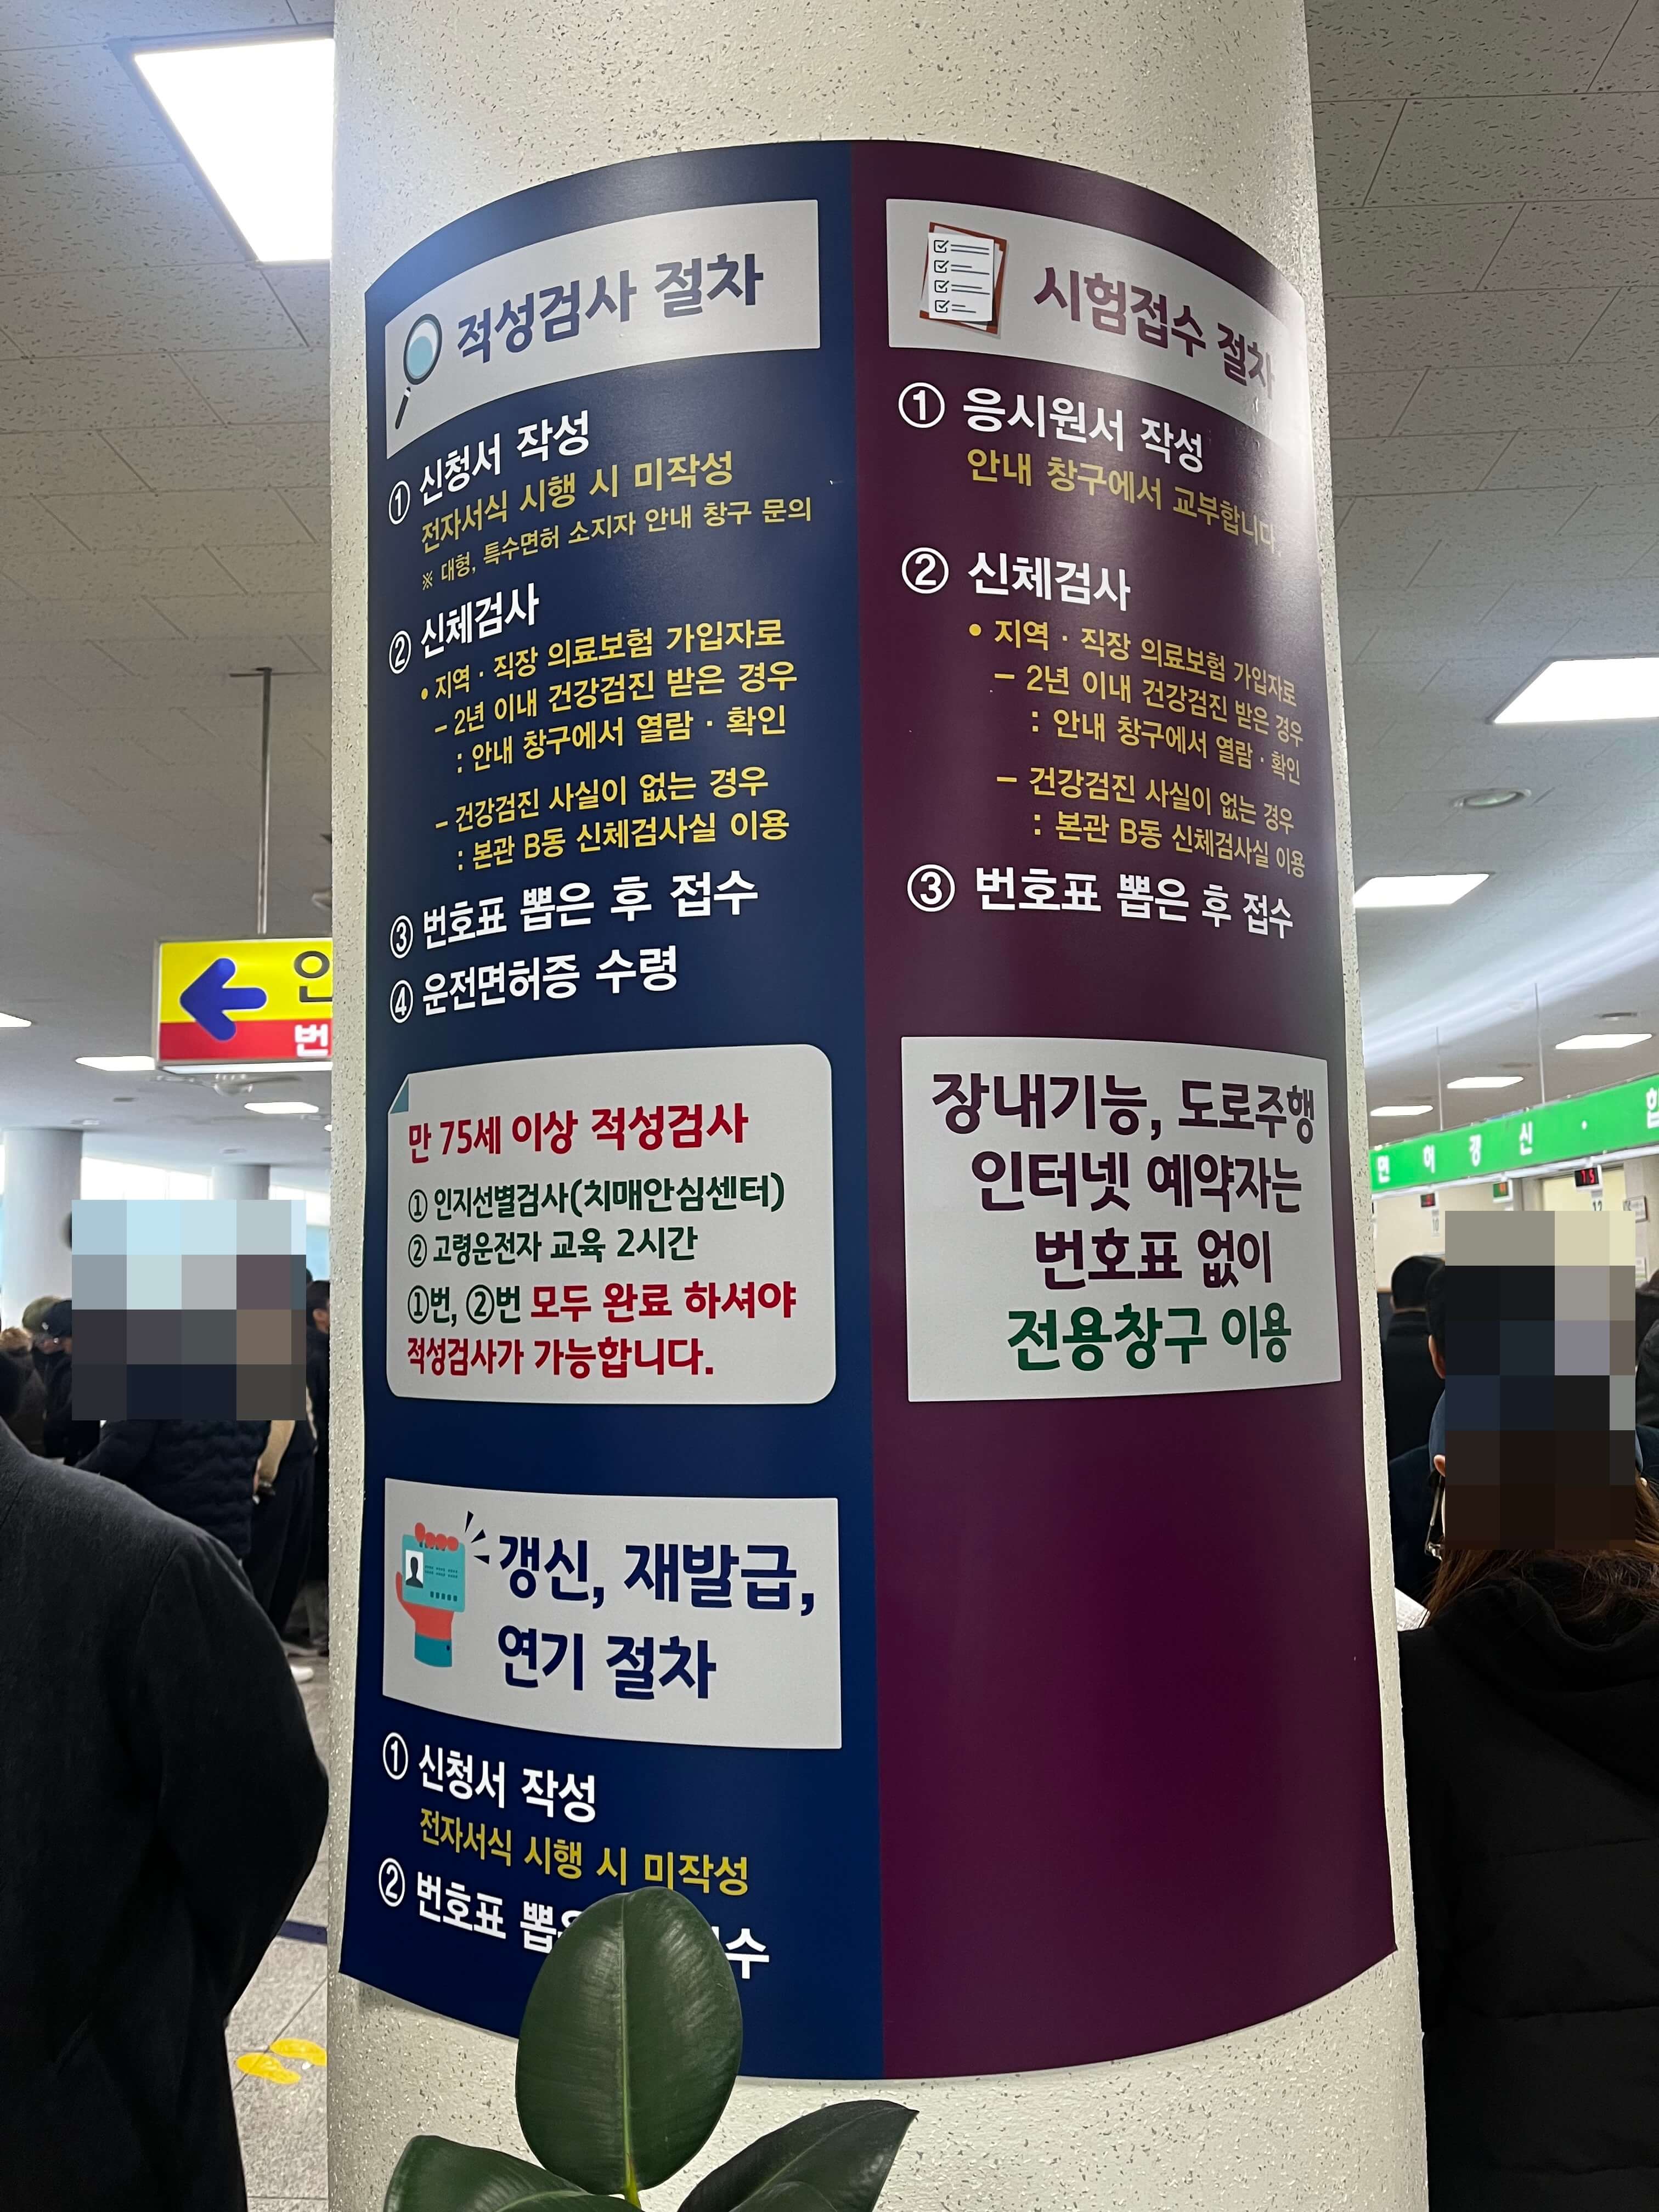 적성검사 절차
① 신청서 작성
전자서식 시행 시 미작성
※ 대형, 특수면허 소지자 안내 창구 문의
② 신체검사
• 지역 · 직장 의료보험 가입자로
– 2년 이내 건강검진 받은 경우
: 안내 창구에서 열람 · 확인
– 건강검진 사실이 없는 경우
: 본관 B동 신체검사실 이용
③ 번호표 뽑은 후 접수
④ 운전면허증 수령
만 75세 이상 적성검사
① 인지선별검사(치매안심센터)
② 고령운전자 교육 2시간
①번, ②번 모두 완료 하셔야
적성검사가 가능합니다.
갱신, 재발급,
연기 절차
① 신청서 작성
전자서식 시행 시 미작성
② 번호표
시험접수 절차
① 응시원서 작성
안내 창구에서 교부합니다.
② 신체검사
• 지역 · 직장 의료보험 가입자로
– 2년 이내 건강검진 받은 경우
: 안내 창구에서 열람 · 확인
– 건강검진 사실이 없는 경우
: 본관 B동 신체검사실 이용
③ 번호표 뽑은 후 접수
장내기능, 도로주행
인터넷 예약자는
번호표 없이
전용창구 이용
면 허 갱 신 ·